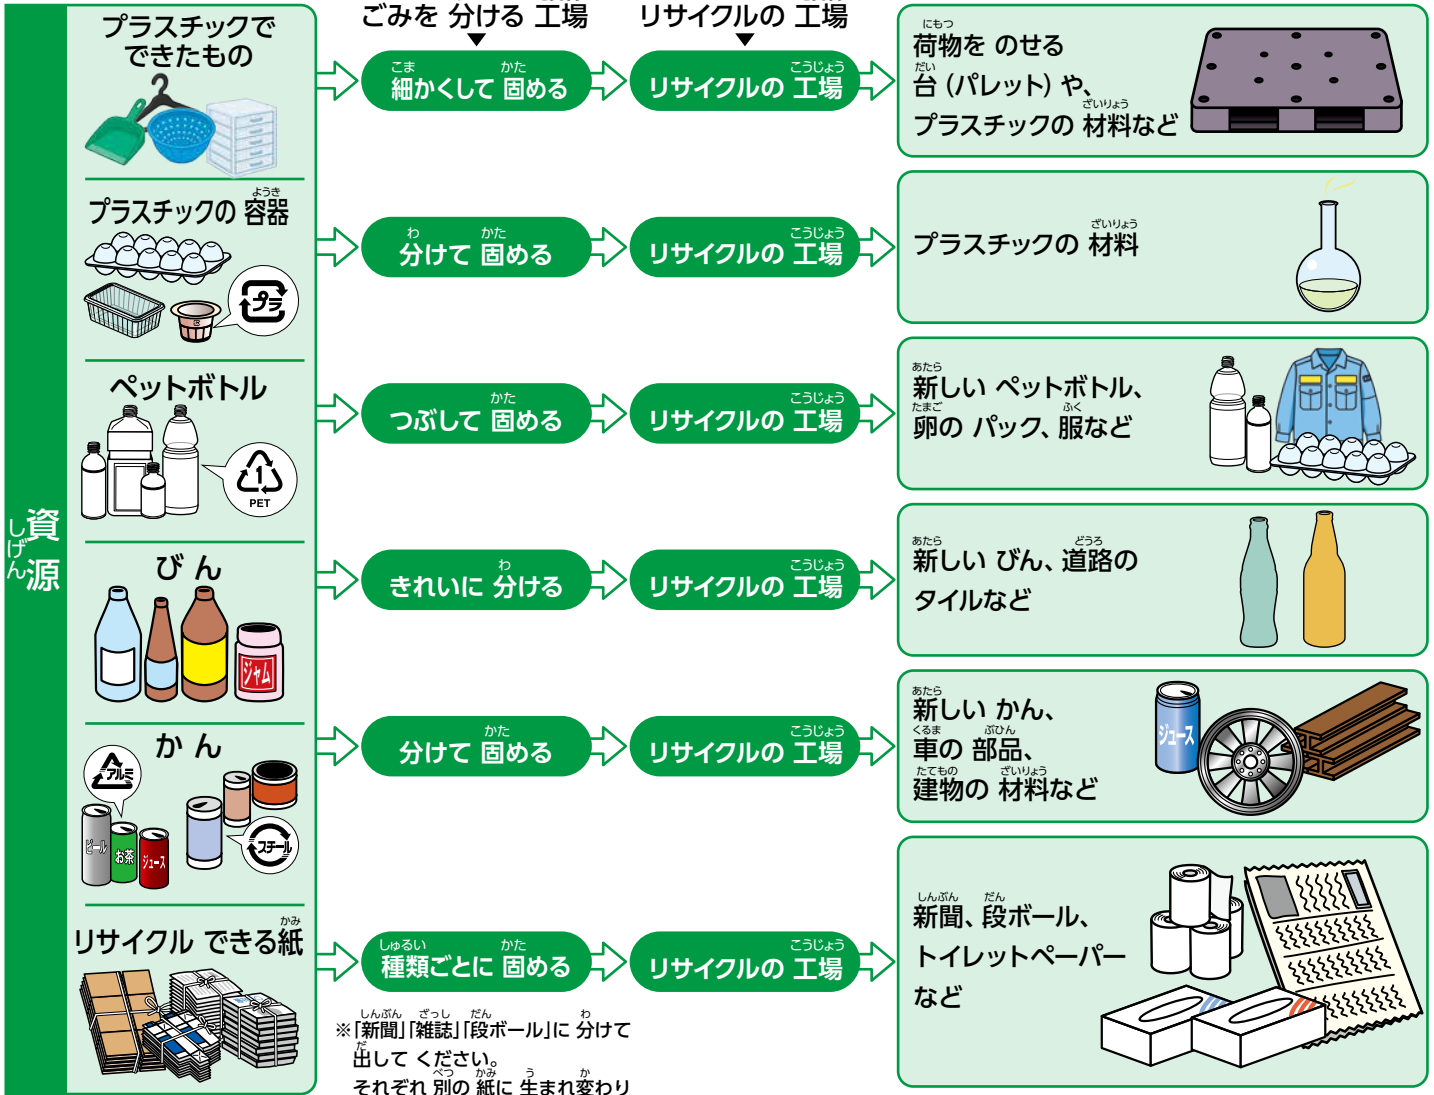 資源
しげん
ごみを 分ける 工場
リサイクルの 工場
プラスチックで
できたもの
こま かた
細かくして 固める
こうじょう
リサイクルの 工場
にもつ
荷物を のせる
だい
台 (パレット) や、
ざいりょう
プラスチックの 材料など
ようき
プラスチックの 容器
プラ
わ かた
分けて 固める
こうじょう
リサイクルの 工場
ざいりょう
プラスチックの 材料
ペットボトル
1
PET
かた
つぶして 固める
こうじょう
リサイクルの 工場
あたら
新しい ペットボトル、
たまご ふく
卵の パック、服など
びん
ジャム
わ
きれいに 分ける
こうじょう
リサイクルの 工場
あたら どうろ
新しい びん、道路の
タイルなど
かん
アルミ
ビール
お茶
ジュース
スチール
かた
分けて 固める
こうじょう
リサイクルの 工場
あたら
新しい かん、
くるま ぶひん
車の 部品、
たてもの ざいりょう
建物の 材料など
ジュース
かみ
リサイクル できる紙
しゅるい かた
種類ごとに 固める
こうじょう
リサイクルの 工場
しんぶん だん
新聞、段ボール、
トイレットペーパー
など
しんぶん ざっし だん わ
※「新聞」「雑誌」「段ボール」に 分けて
だ
出して ください。
べつ かみ う か
それぞれ 別の 紙に 生まれ変わり